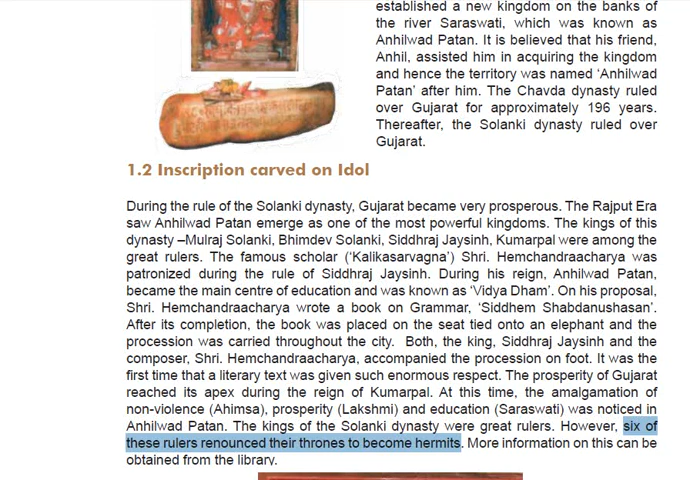 established a new kingdom on the banks of
the river Saraswati, which was known as
Anhilwad Patan. It is believed that his friend,
Anhil, assisted him in acquiring the kingdom
and hence the territory was named ‘Anhilwad
Patan’ after him. The Chavda dynasty ruled
over Gujarat for approximately 196 years.
Thereafter, the Solanki dynasty ruled over
Gujarat.
1.2 Inscription carved on Idol
During the rule of the Solanki dynasty, Gujarat became very prosperous. The Rajput Era
saw Anhilwad Patan emerge as one of the most powerful kingdoms. The kings of this
dynasty –Mulraj Solanki, Bhimdev Solanki, Siddhraj Jaysinh, Kumarpal were among the
great rulers. The famous scholar (‘Kalikasarvagna’) Shri. Hemchandraacharya was
patronized during the rule of Siddhraj Jaysinh. During his reign, Anhilwad Patan,
became the main centre of education and was known as ‘Vidya Dham’. On his proposal,
Shri. Hemchandraacharya wrote a book on Grammar, ‘Siddhem Shabdanushasan’.
After its completion, the book was placed on the seat tied onto an elephant and the
procession was carried throughout the city. Both, the king, Siddhraj Jaysinh and the
composer, Shri. Hemchandraacharya, accompanied the procession on foot. It was the
first time that a literary text was given such enormous respect. The prosperity of Gujarat
reached its apex during the reign of Kumarpal. At this time, the amalgamation of
non-violence (Ahimsa), prosperity (Lakshmi) and education (Saraswati) was noticed in
Anhilwad Patan. The kings of the Solanki dynasty were great rulers. However, six of
these rulers renounced their thrones to become hermits. More information on this can be
obtained from the library.